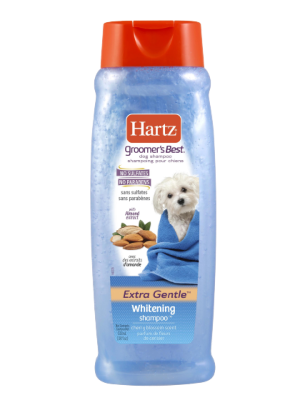 Hartz
groomer's Best
dog shampoo
shampooing pour chiens
NO SULFATES
NO PARABENS
sans sulfates
sans parabènes
with
Almond
extract
avec
des extraits
d'amande
Extra Gentle™
Whitening
shampoo